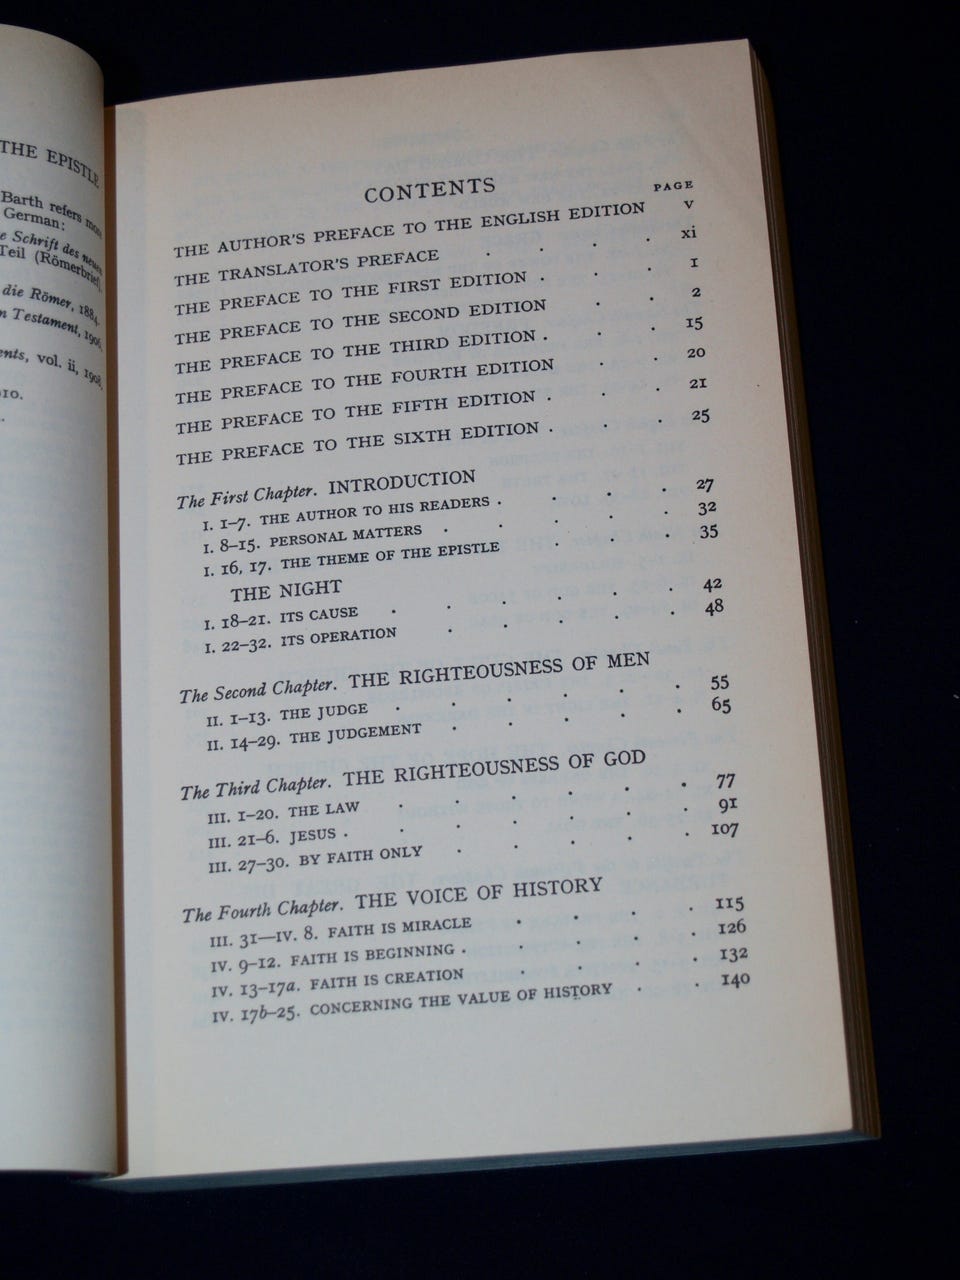 THE EPISTLE
Barth refers more
German:
e Schrift des neuen
Teil (Römerbrief),
die Römer, 1884.
n Testament, 1906,
ents, vol. ii, 1908,
910.
CONTENTS
PAGE
THE AUTHOR'S PREFACE TO THE ENGLISH EDITION v
THE TRANSLATOR'S PREFACE . . . xi
THE PREFACE TO THE FIRST EDITION . . . 1
THE PREFACE TO THE SECOND EDITION . . 2
THE PREFACE TO THE THIRD EDITION . . . 15
THE PREFACE TO THE FOURTH EDITION . . 20
THE PREFACE TO THE FIFTH EDITION . . . 21
THE PREFACE TO THE SIXTH EDITION . . . 25
The First Chapter. INTRODUCTION
I. 1–7. THE AUTHOR TO HIS READERS . . . . 27
I. 8–15. PERSONAL MATTERS . . . . . 32
I. 16, 17. THE THEME OF THE EPISTLE . . . 35
THE NIGHT
I. 18–21. ITS CAUSE . . . . . . 42
I. 22–32. ITS OPERATION . . . . . 48
The Second Chapter. THE RIGHTEOUSNESS OF MEN
II. 1–13. THE JUDGE . . . . . . 55
II. 14–29. THE JUDGEMENT . . . . . 65
The Third Chapter. THE RIGHTEOUSNESS OF GOD
III. 1–20. THE LAW . . . . . . 77
III. 21–6. JESUS . . . . . . . 91
III. 27–30. BY FAITH ONLY . . . . . 107
The Fourth Chapter. THE VOICE OF HISTORY
III. 31—IV. 8. FAITH IS MIRACLE . . . . 115
IV. 9–12. FAITH IS BEGINNING . . . . . 126
IV. 13–17a. FAITH IS CREATION . . . . 132
IV. 17b–25. CONCERNING THE VALUE OF HISTORY . . 140